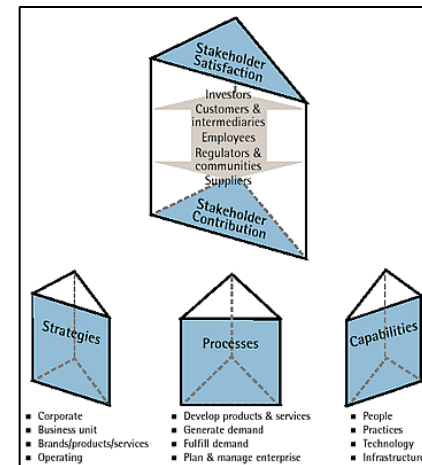 Stakeholder
Satisfaction
Investors
Customers &
intermediaries
Employees
Regulators &
communities
Suppliers
Stakeholder
Contribution
Strategies
Processes
Capabilities
▪ Corporate
▪ Business unit
▪ Brands/products/services
▪ Operating
▪ Develop products & services
▪ Generate demand
▪ Fulfill demand
▪ Plan & manage enterprise
▪ People
▪ Practices
▪ Technology
▪ Infrastructure